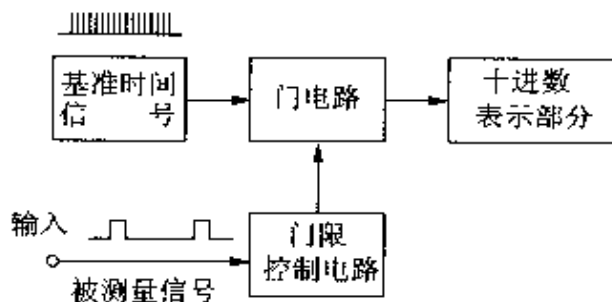 基准时间
信 号
门电路
十进数
表示部分
输入
被测量信号
门限
控制电路